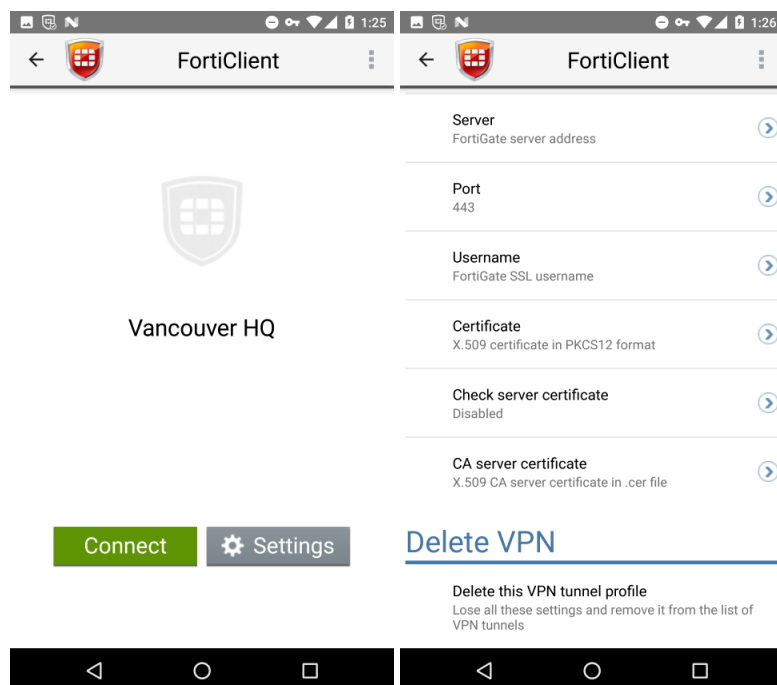 1:25
FortiClient
Vancouver HQ
Connect
Settings
1:26
FortiClient
Server
FortiGate server address
Port
443
Username
FortiGate SSL username
Certificate
X.509 certificate in PKCS12 format
Check server certificate
Disabled
CA server certificate
X.509 CA server certificate in .cer file
Delete VPN
Delete this VPN tunnel profile
Lose all these settings and remove it from the list of
VPN tunnels